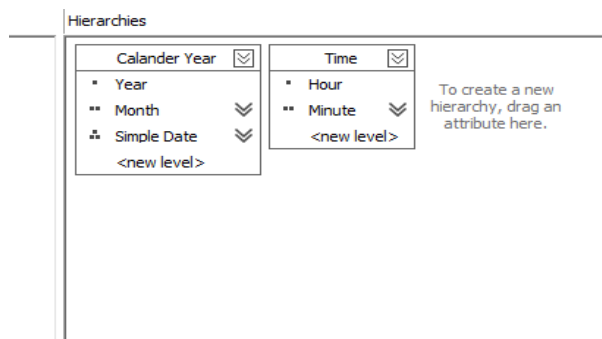 Hierarchies
Calander Year
Year
Month
Simple Date
<new level>
Time
Hour
Minute
<new level>
To create a new
hierarchy, drag an
attribute here.